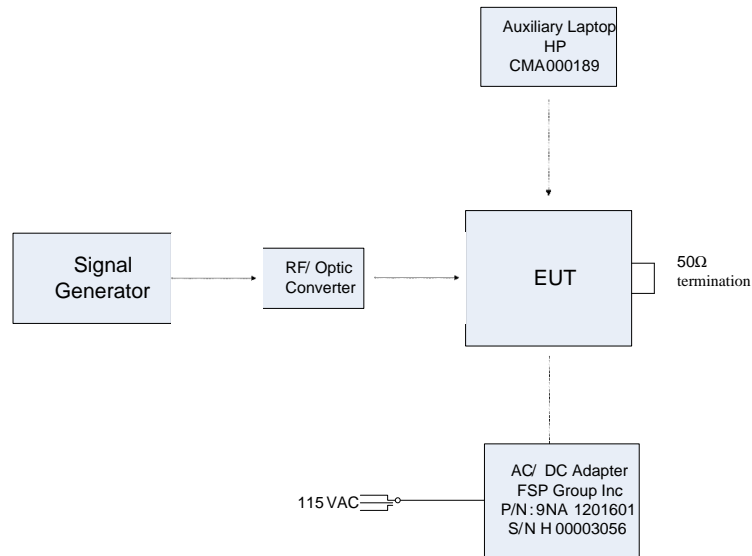 Auxiliary Laptop
HP
CMA000189
Signal
Generator
RF/ Optic
Converter
EUT
50Ω
termination
115 VAC
AC/ DC Adapter
FSP Group Inc
P/N : 9NA 1201601
S/N H 00003056